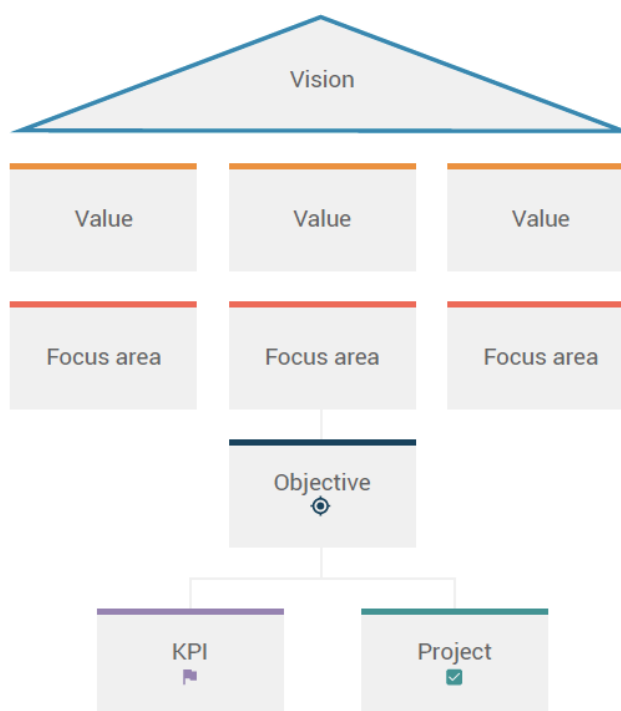 Vision
Value
Value
Value
Focus area
Focus area
Focus area
Objective
KPI
Project